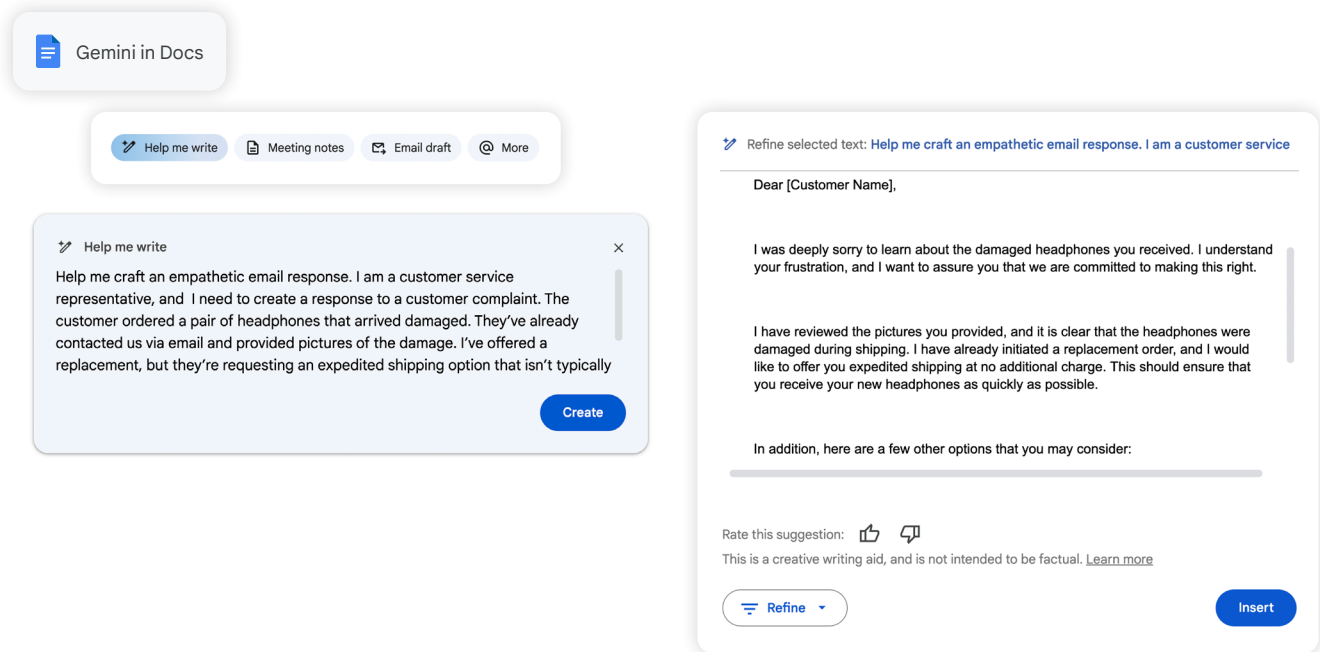 Gemini in Docs
Help me write
Meeting notes
Email draft
More
Help me write
Help me craft an empathetic email response. I am a customer service
representative, and  I need to create a response to a customer complaint. The
customer ordered a pair of headphones that arrived damaged. They’ve already
contacted us via email and provided pictures of the damage. I’ve offered a
replacement, but they’re requesting an expedited shipping option that isn’t typically
Create
Refine selected text: Help me craft an empathetic email response. I am a customer service
Dear [Customer Name],
I was deeply sorry to learn about the damaged headphones you received. I understand
your frustration, and I want to assure you that we are committed to making this right.
I have reviewed the pictures you provided, and it is clear that the headphones were
damaged during shipping. I have already initiated a replacement order, and I would
like to offer you expedited shipping at no additional charge. This should ensure that
you receive your new headphones as quickly as possible.
In addition, here are a few other options that you may consider:
Rate this suggestion:
This is a creative writing aid, and is not intended to be factual. Learn more
Refine
Insert